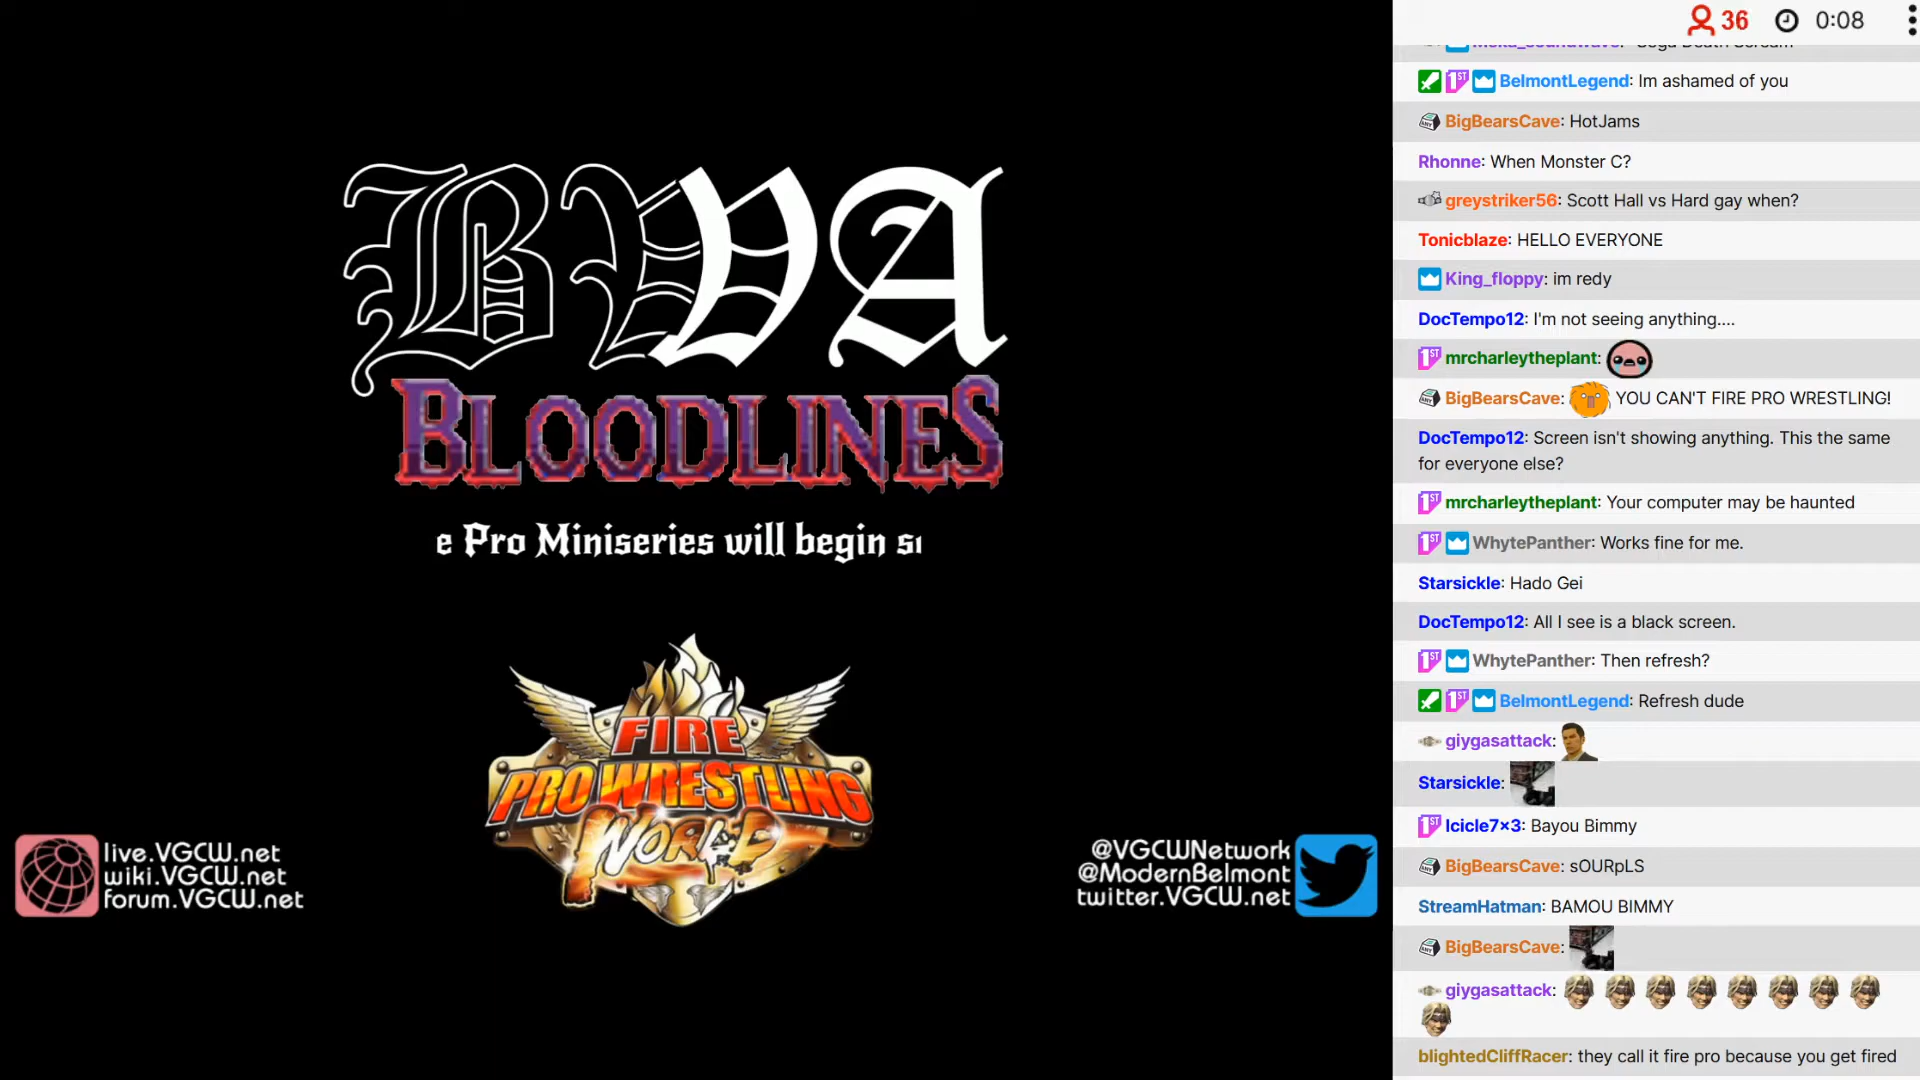 BWA
BLOODLINES
e Pro Miniseries will begin
FIRE
PRO WRESTLING
WORLD
live.VGCW.net
wiki.VGCW.net
forum.VGCW.net
@VGCWNetwork
@ModernBelmont
twitter.VGCW.net
36 0:08
BelmontLegend: Im ashamed of you
BigBearsCave: HotJams
Rhonne: When Monster C?
greystriker56: Scott Hall vs Hard gay when?
Tonicblaze: HELLO EVERYONE
King_floppy: im redy
DocTempo12: I'm not seeing anything....
mrcharleytheplant:
BigBearsCave: YOU CAN'T FIRE PRO WRESTLING!
DocTempo12: Screen isn't showing anything. This the same
for everyone else?
mrcharleytheplant: Your computer may be haunted
WhytePanther: Works fine for me.
Starsickle: Hado Gei
DocTempo12: All I see is a black screen.
WhytePanther: Then refresh?
BelmontLegend: Refresh dude
giygasattack:
Starsickle:
Icicle7x3: Bayou Bimmy
BigBearsCave: sOURpLS
StreamHatman: BAMOU BIMMY
BigBearsCave:
giygasattack:
blightedCliffRacer: they call it fire pro because you get fired